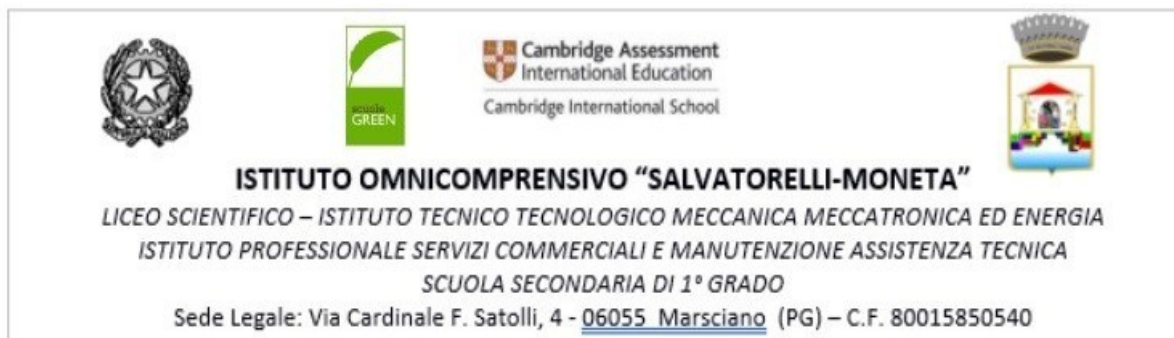 scuole
GREEN
Cambridge Assessment
International Education
Cambridge International School
ISTITUTO OMNICOMPRENSIVO “SALVATORELLI-MONETA”
LICEO SCIENTIFICO – ISTITUTO TECNICO TECNOLOGICO MECCANICA MECCATRONICA ED ENERGIA
ISTITUTO PROFESSIONALE SERVIZI COMMERCIALI E MANUTENZIONE ASSISTENZA TECNICA
SCUOLA SECONDARIA DI 1° GRADO
Sede Legale: Via Cardinale F. Satolli, 4 - 06055 Marsciano (PG) – C.F. 80015850540